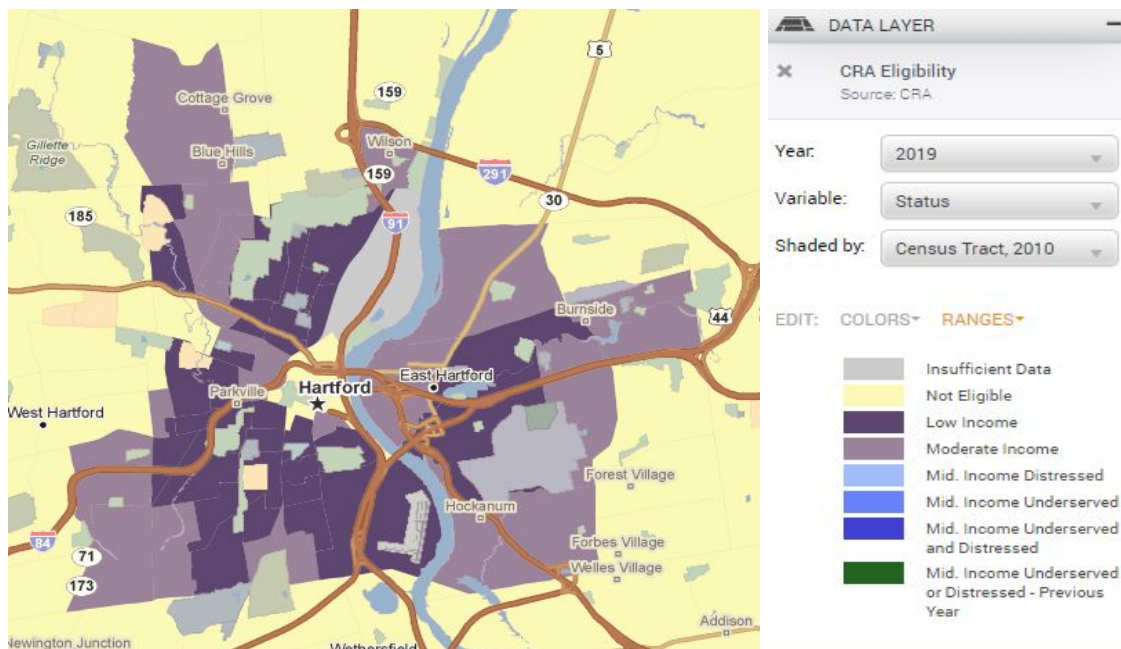 5
159
Cottage Grove
Wilson
Gillette
Ridge
Blue Hills
159
291
30
185
91
Burnside
44
East Hartford
Hartford
Parkville
West Hartford
Forest Village
Hockanum
84
71
Forbes Village
Welles Village
173
Addison
Newington Junction
Wethersfield
DATA LAYER
CRA Eligibility
Source: CRA
Year: 2019
Variable: Status
Shaded by: Census Tract, 2010
EDIT: COLORS RANGES
Insufficient Data
Not Eligible
Low Income
Moderate Income
Mid. Income Distressed
Mid. Income Underserved
Mid. Income Underserved
and Distressed
Mid. Income Underserved
or Distressed - Previous
Year